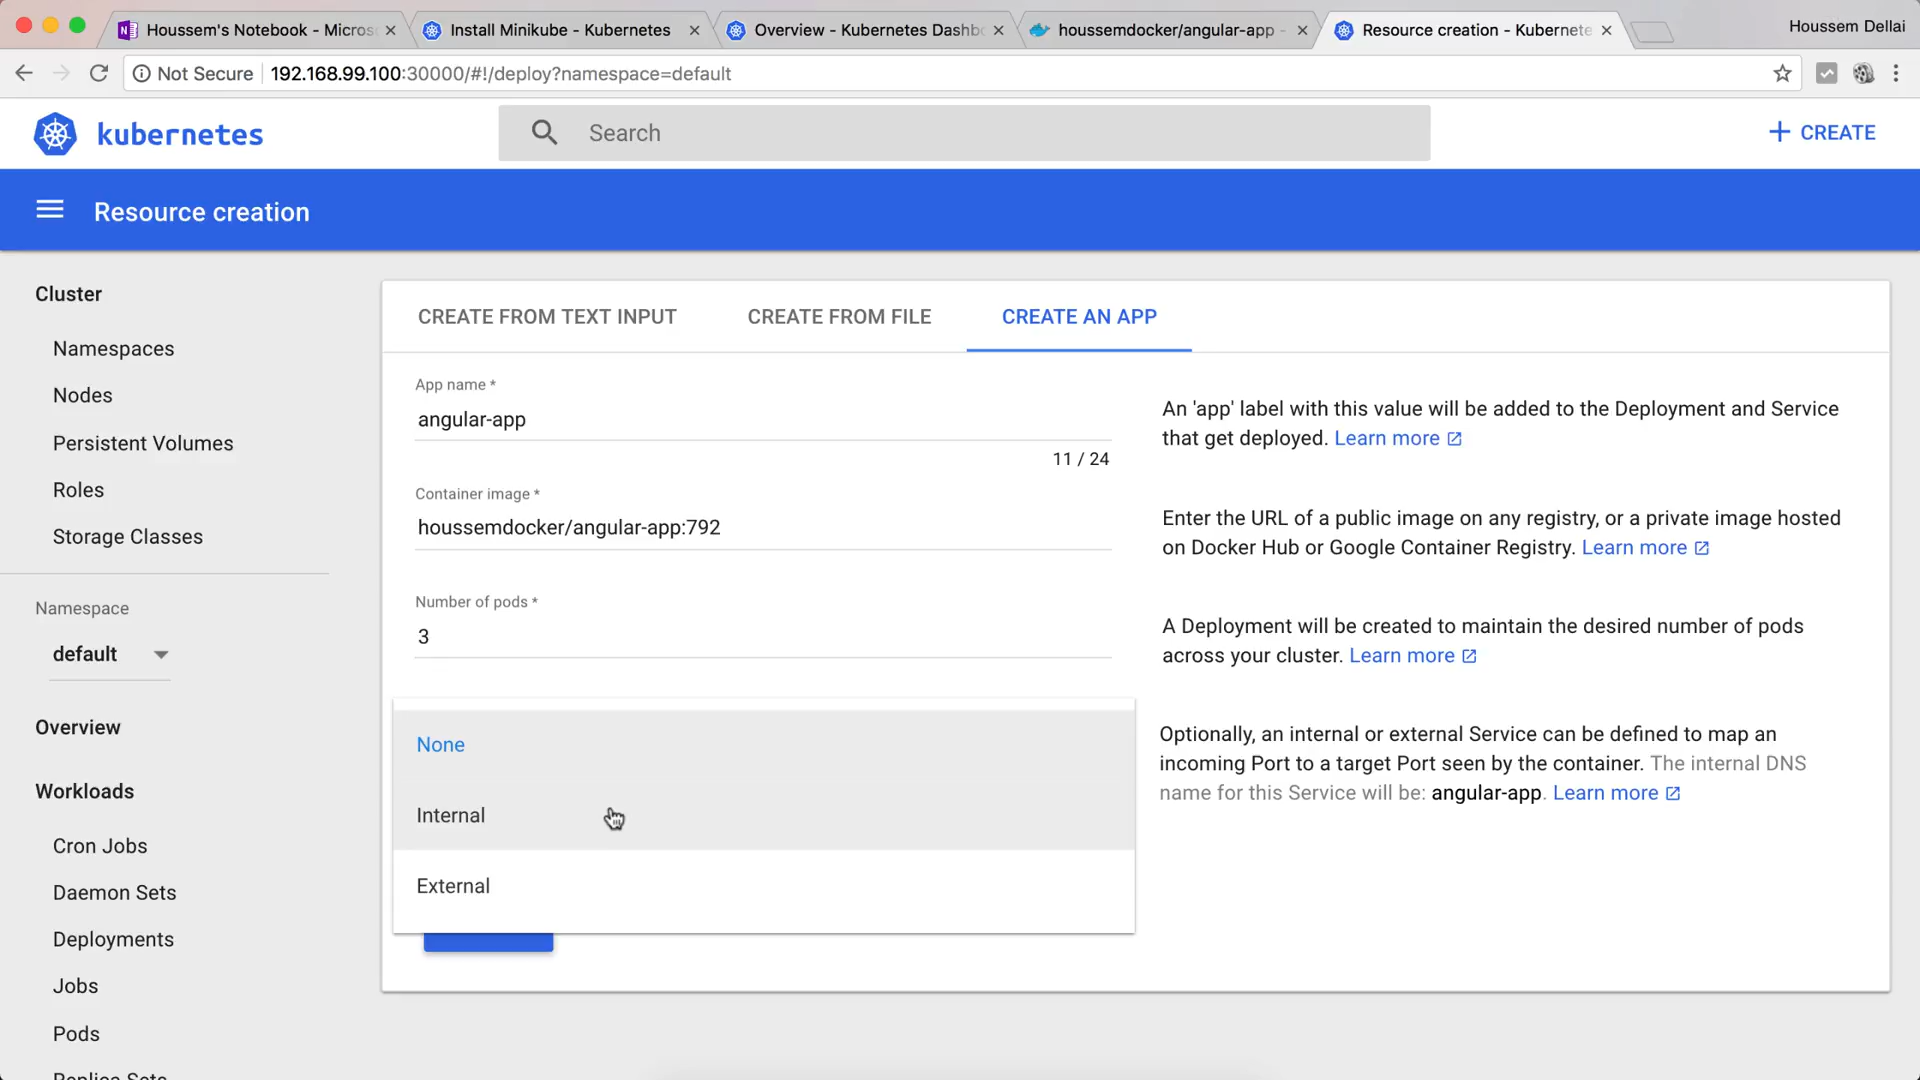 Houssem's Notebook - Micros
Install Minikube - Kubernetes
Overview - Kubernetes Dashb
houssemdocker/angular-app -
Resource creation - Kubernete
Houssem Dellai
Not Secure
192.168.99.100:30000/#!/deploy?namespace=default
kubernetes
Search
CREATE
Resource creation
Cluster
Namespaces
Nodes
Persistent Volumes
Roles
Storage Classes
Namespace
default
Overview
Workloads
Cron Jobs
Daemon Sets
Deployments
Jobs
Pods
Replica Sets
CREATE FROM TEXT INPUT
CREATE FROM FILE
CREATE AN APP
App name *
angular-app
11 / 24
An 'app' label with this value will be added to the Deployment and Service
that get deployed. Learn more
Container image *
houssemdocker/angular-app:792
Enter the URL of a public image on any registry, or a private image hosted
on Docker Hub or Google Container Registry. Learn more
Number of pods *
3
A Deployment will be created to maintain the desired number of pods
across your cluster. Learn more
None
Internal
External
Optionally, an internal or external Service can be defined to map an
incoming Port to a target Port seen by the container. The internal DNS
name for this Service will be: angular-app. Learn more